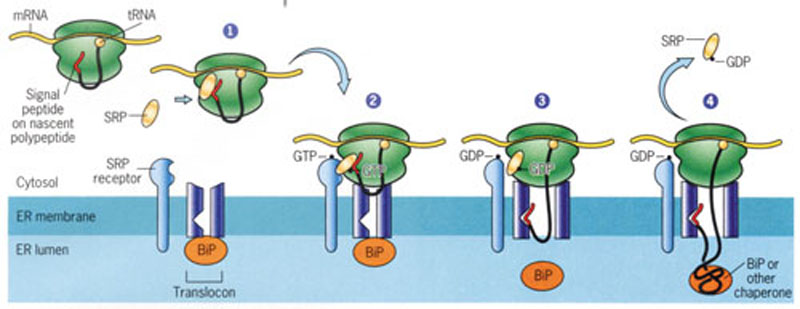 mRNA
tRNA
1
Signal
peptide
on nascent
polypeptide
SRP
SRP
receptor
Cytosol
ER membrane
ER lumen
BiP
Translocon
2
GTP
GTP
BiP
3
GDP
GDP
BiP
SRP
GDP
4
GDP
BiP or
other
chaperone